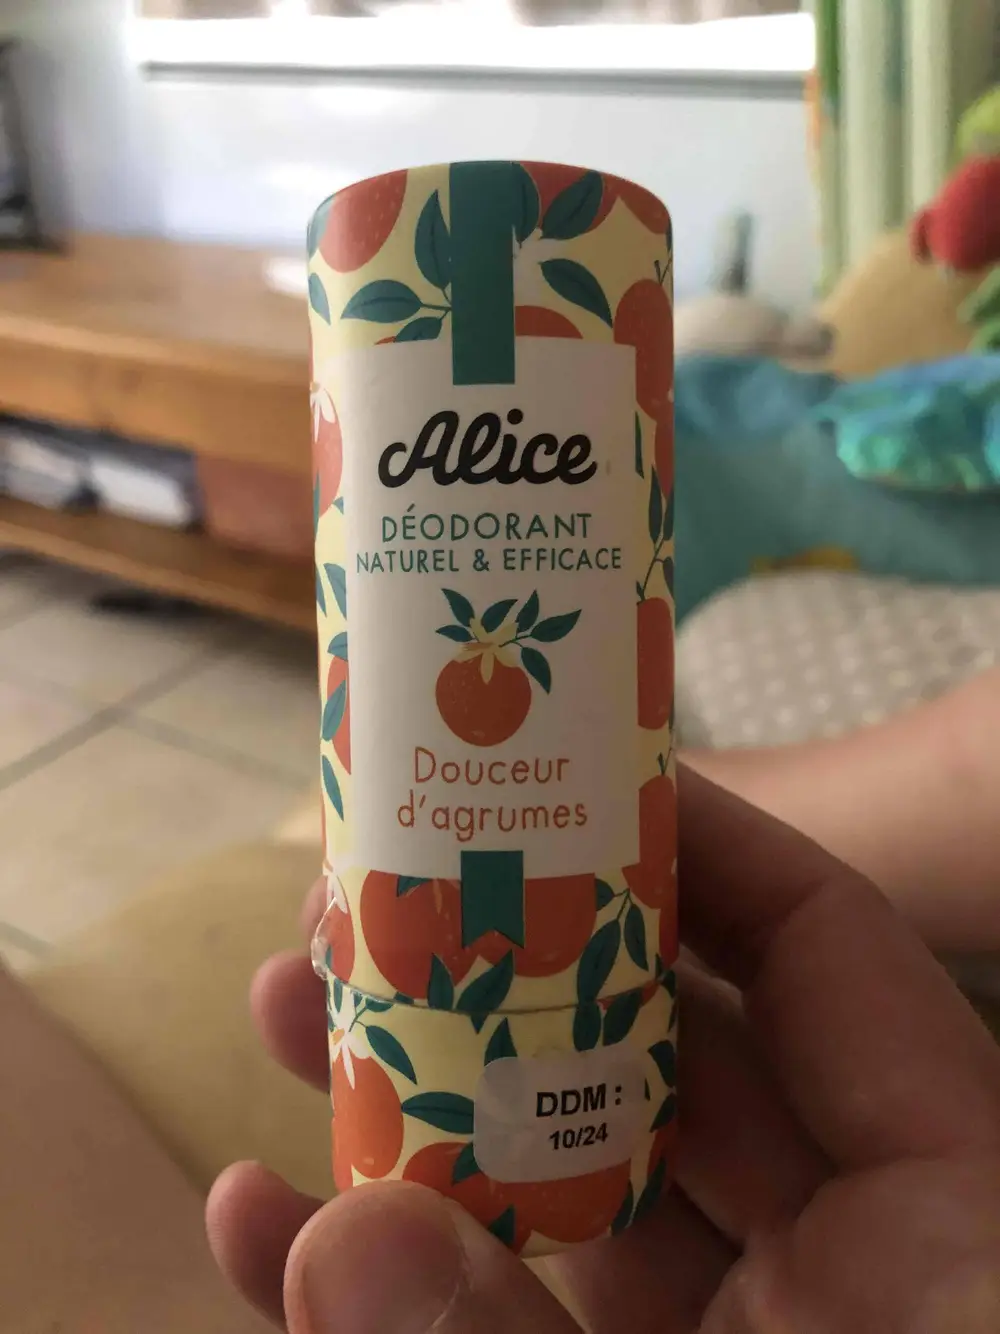 Alice
DÉODORANT
NATUREL & EFFICACE
Douceur
d'agrumes
DDM :
10/24